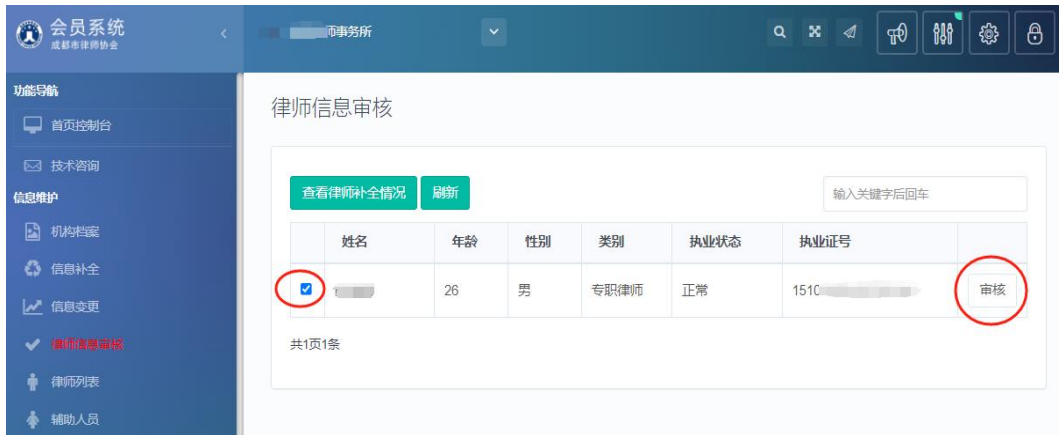 会员系统
成都市律师协会
师事务所
功能导航
首页控制台
技术咨询
信息维护
机构档案
信息补全
信息变更
律师信息审核
律师列表
辅助人员
律师信息审核
查看律师补全情况 刷新 输入关键字后回车
姓名 年龄 性别 类别 执业状态 执业证号
26 男 专职律师 正常 1510 审核
共1页1条